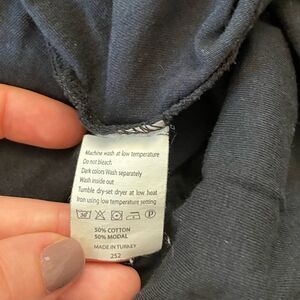 Machine wash at low temperature
Do not bleach.
Dark colors Wash separately
Wash inside out
Tumble dry-set dryer at low heat
Iron using low temperature setting
50% COTTON
50% MODAL
MADE IN TURKEY
252